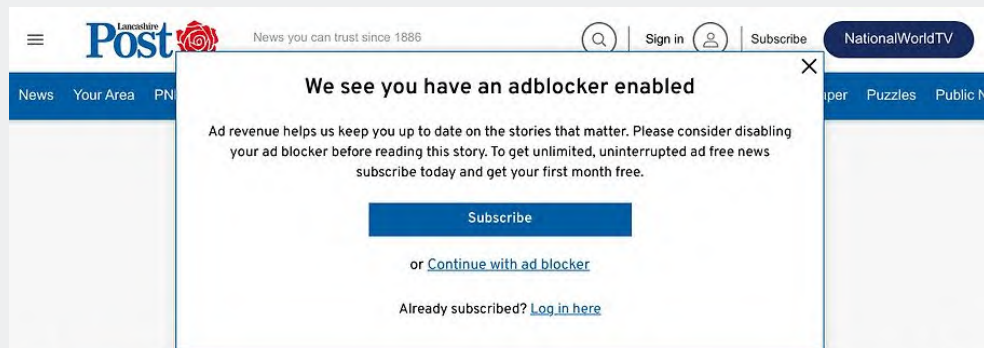 Lancashire
Post
News you can trust since 1886
Sign in
Subscribe
NationalWorldTV
News Your Area
Puzzles
We see you have an adblocker enabled
Ad revenue helps us keep you up to date on the stories that matter. Please consider disabling
your ad blocker before reading this story. To get unlimited, uninterrupted ad free news
subscribe today and get your first month free.
Subscribe
or Continue with ad blocker
Already subscribed? Log in here